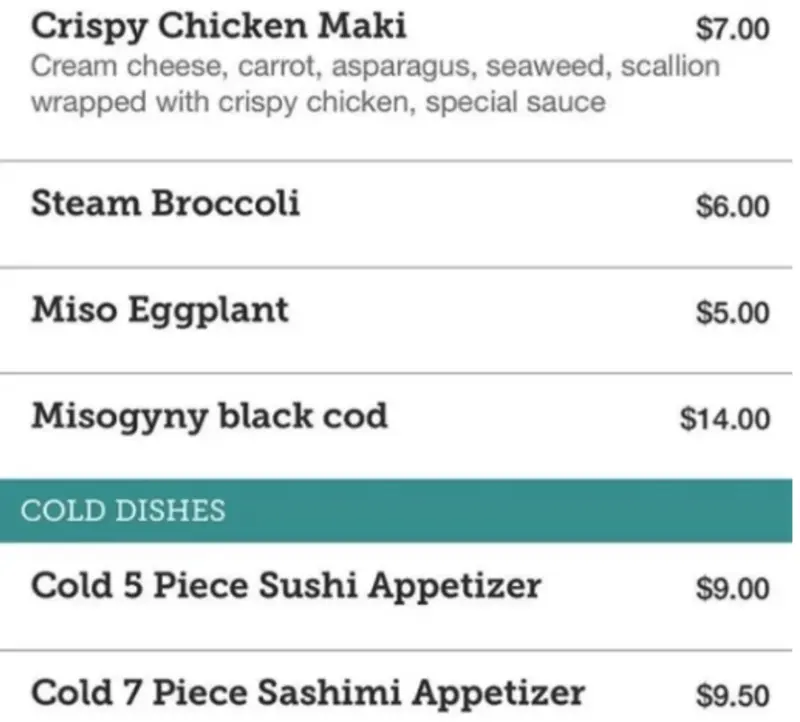 Crispy Chicken Maki $7.00
Cream cheese, carrot, asparagus, seaweed, scallion
wrapped with crispy chicken, special sauce
Steam Broccoli $6.00
Miso Eggplant $5.00
Misogyny black cod $14.00
COLD DISHES
Cold 5 Piece Sushi Appetizer $9.00
Cold 7 Piece Sashimi Appetizer $9.50